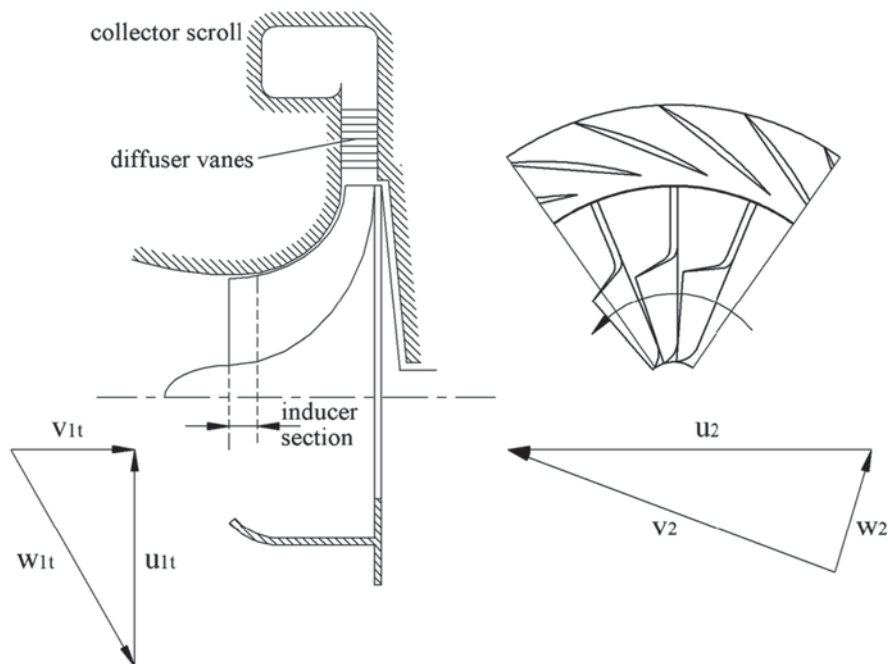 collector scroll
diffuser vanes
inducer
section
v1t
w1t
u1t
u2
v2
w2